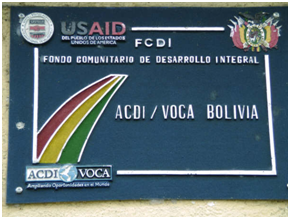 USAID
DEL PUEBLO DE LOS ESTADOS
UNIDOS DE AMERICA
FCDI
FONDO COMUNITARIO DE DESARROLLO INTEGRAL
ACDI / VOCA BOLIVIA
ACDI VOCA
Ampliando Oportunidades en el Mundo